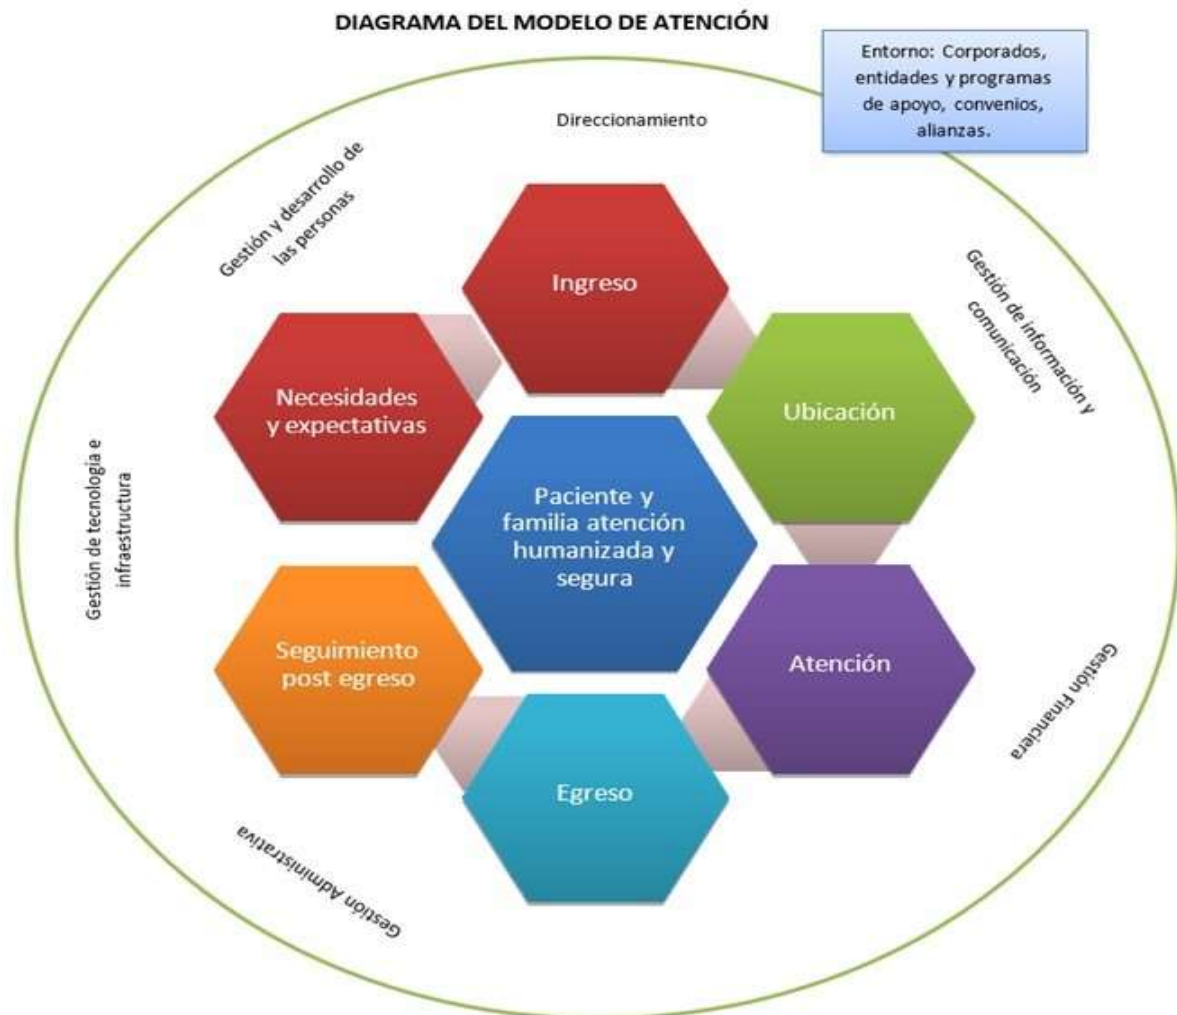 DIAGRAMA DEL MODELO DE ATENCIÓN
Entorno: Corporados,
entidades y programas
de apoyo, convenios,
alianzas.
Direccionamiento
Gestión y desarrollo de
las personas
Gestión de información y
comunicación
Ingreso
Necesidades
y expectativas
Ubicación
Paciente y
familia atención
humanizada y
segura
Gestión de tecnologia e
infraestructura
Seguimiento
post egreso
Atención
Gestión Financiera
Egreso
Gestión Administrativa